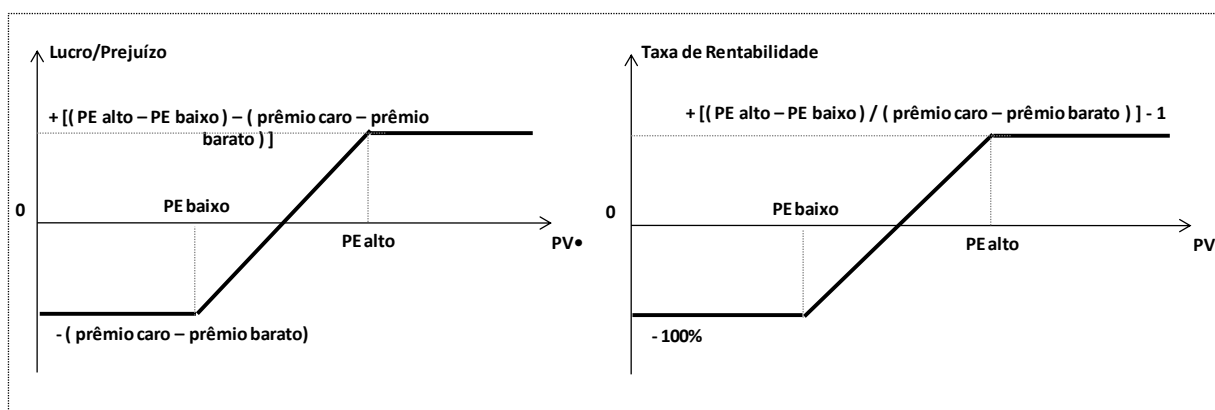 Lucro/Prejuízo
+ [( PE alto – PE baixo ) – ( prêmio caro – prêmio
barato ) ]
0
PE baixo
PE alto
PV•
- ( prêmio caro – prêmio barato)
Taxa de Rentabilidade
+ [( PE alto – PE baixo ) / ( prêmio caro – prêmio barato ) ] - 1
0
PE baixo
PE alto
PV
- 100%